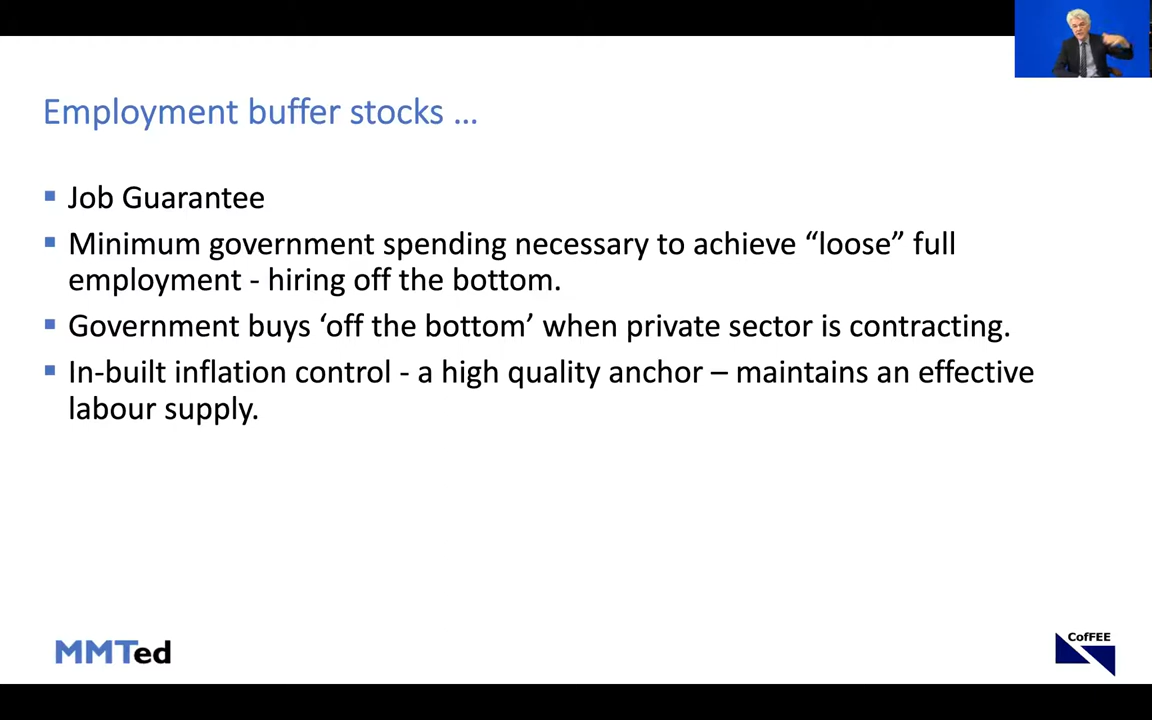 Employment buffer stocks ...
▪ Job Guarantee
▪ Minimum government spending necessary to achieve “loose” full
employment - hiring off the bottom.
▪ Government buys ‘off the bottom’ when private sector is contracting.
▪ In-built inflation control - a high quality anchor – maintains an effective
labour supply.
MMTed
CofFEE